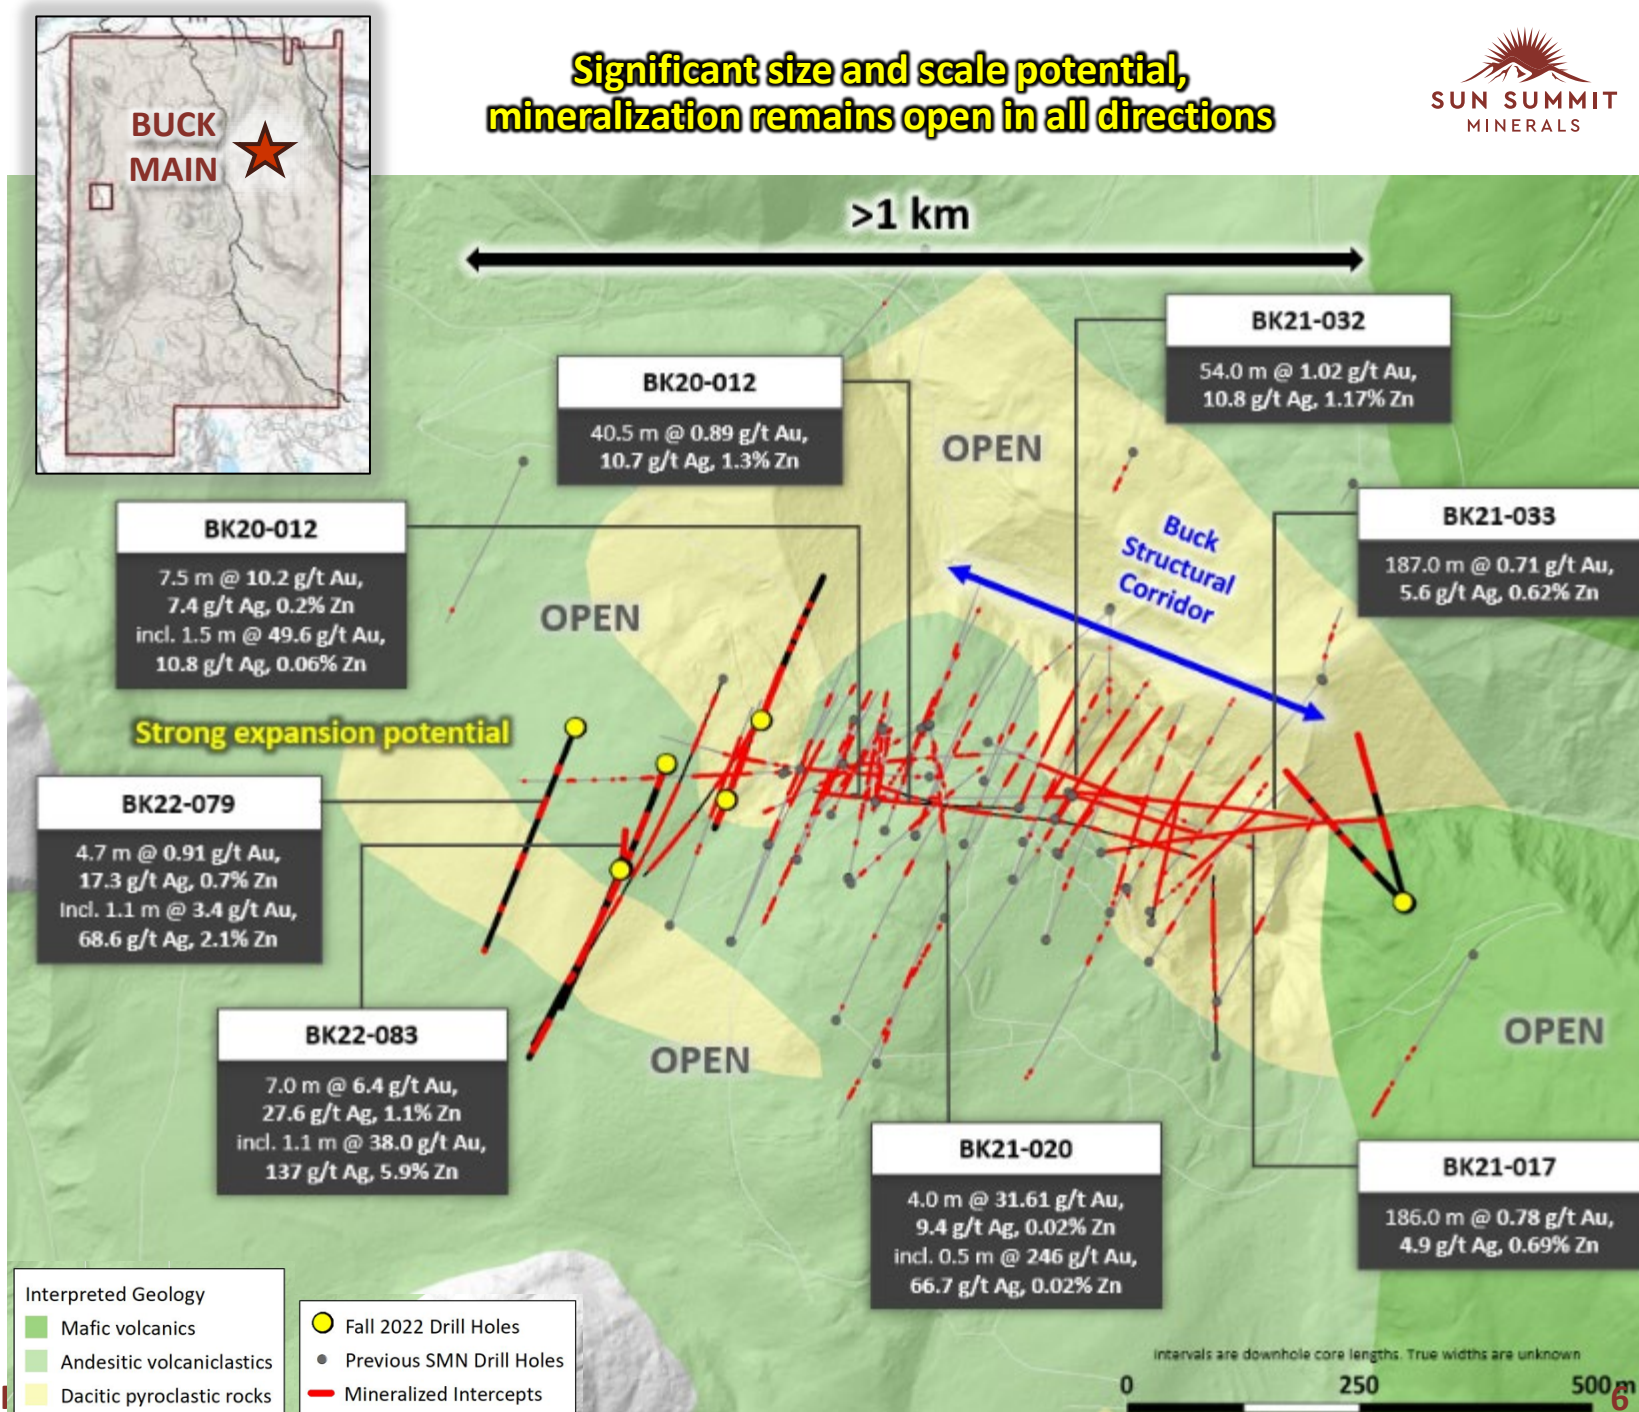 BUCK
MAIN
Significant size and scale potential,
mineralization remains open in all directions
SUN SUMMIT
MINERALS
>1 km
BK21-032
54.0 m @ 1.02 g/t Au,
10.8 g/t Ag, 1.17% Zn
BK20-012
40.5 m @ 0.89 g/t Au,
10.7 g/t Ag, 1.3% Zn
OPEN
BK20-012
7.5 m @ 10.2 g/t Au,
7.4 g/t Ag, 0.2% Zn
incl. 1.5 m @ 49.6 g/t Au,
10.8 g/t Ag, 0.06% Zn
OPEN
Buck
Structural
Corridor
BK21-033
187.0 m @ 0.71 g/t Au,
5.6 g/t Ag, 0.62% Zn
Strong expansion potential
BK22-079
4.7 m @ 0.91 g/t Au,
17.3 g/t Ag, 0.7% Zn
Incl. 1.1 m @ 3.4 g/t Au,
68.6 g/t Ag, 2.1% Zn
BK22-083
7.0 m @ 6.4 g/t Au,
27.6 g/t Ag, 1.1% Zn
incl. 1.1 m @ 38.0 g/t Au,
137 g/t Ag, 5.9% Zn
OPEN
OPEN
BK21-020
4.0 m @ 31.61 g/t Au,
9.4 g/t Ag, 0.02% Zn
incl. 0.5 m @ 246 g/t Au,
66.7 g/t Ag, 0.02% Zn
BK21-017
186.0 m @ 0.78 g/t Au,
4.9 g/t Ag, 0.69% Zn
Interpreted Geology
Mafic volcanics
Andesitic volcaniclastics
Dacitic pyroclastic rocks
Fall 2022 Drill Holes
Previous SMN Drill Holes
Mineralized Intercepts
Intervals are downhole core lengths. True widths are unknown
0 250 500 m
6